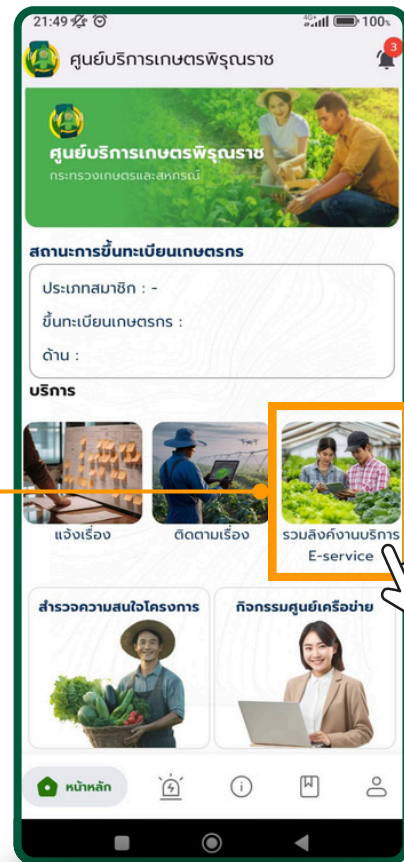 21:49
4G+
100%
ศูนย์บริการเกษตรพิรุณราช
3
ศูนย์บริการเกษตรพิรุณราช
กระทรวงเกษตรและสหกรณ์
สถานะการขึ้นทะเบียนเกษตรกร
ประเภทสมาชิก : -
ขึ้นทะเบียนเกษตรกร :
ด้าน :
บริการ
แจ้งเรื่อง
ติดตามเรื่อง
รวมลิงค์งานบริการ
E-service
สำรวจความสนใจโครงการ
กิจกรรมศูนย์เครือข่าย
หน้าหลัก